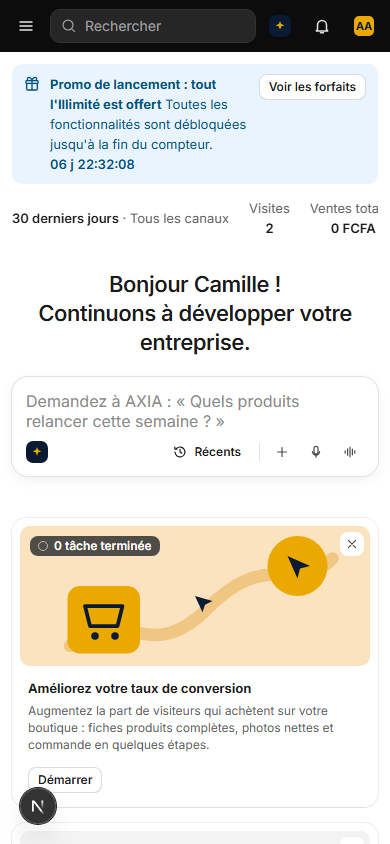 Rechercher
AA
Promo de lancement : tout
l'Illimité est offert Toutes les
fonctionnalités sont débloquées
jusqu'à la fin du compteur.
06 j 22:32:08
Voir les forfaits
30 derniers jours · Tous les canaux
Visites
2
Ventes tota
0 FCFA
Bonjour Camille !
Continuons à développer votre
entreprise.
Demandez à AXIA : « Quels produits
relancer cette semaine ? »
Récents
0 tâche terminée
Améliorez votre taux de conversion
Augmentez la part de visiteurs qui achètent sur votre
boutique : fiches produits complètes, photos nettes et
commande en quelques étapes.
Démarrer
N